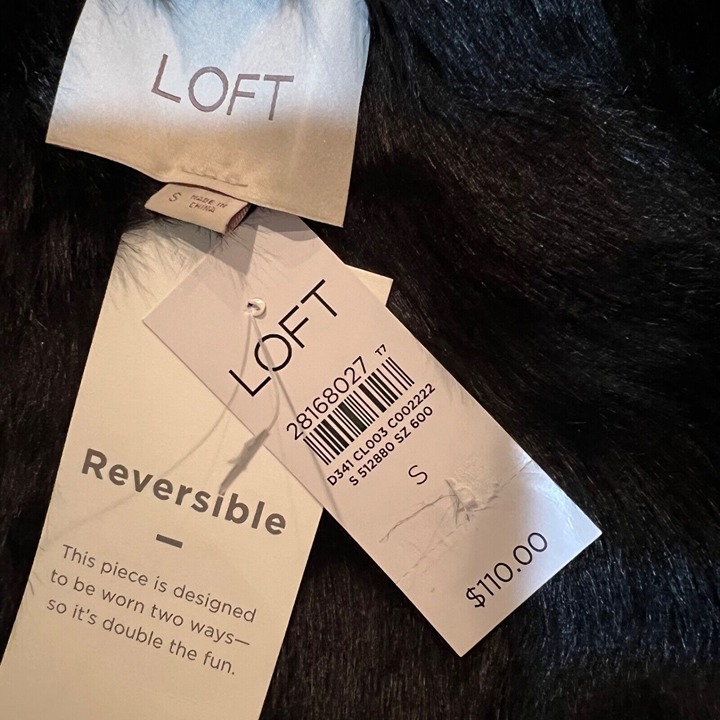 LOFT
S MADE IN
CHINA
LOFT
28168027 T7
D341 CL003 C002222
S 512880 SZ 600
S
$110.00
Reversible
This piece is designed
to be worn two ways—
so it's double the fun.